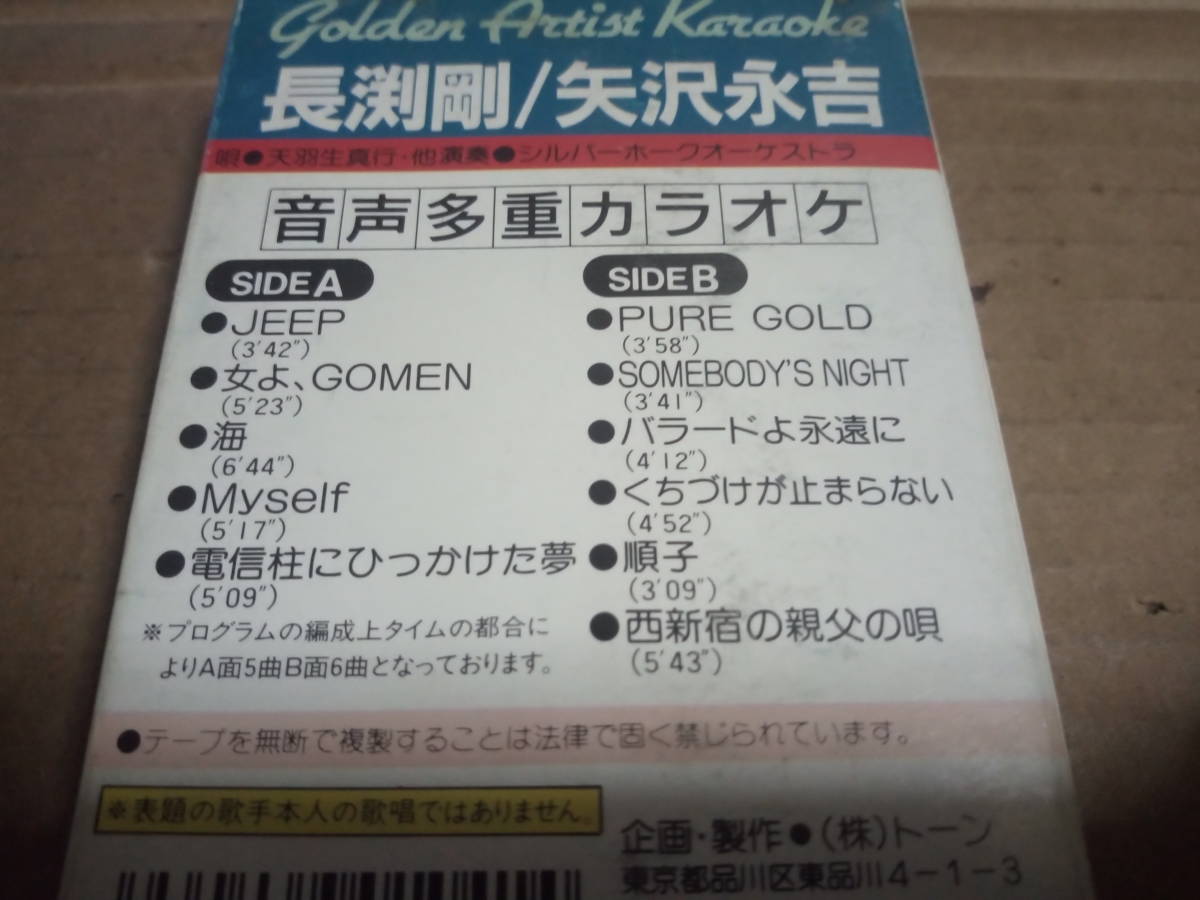 Golden Artist Karaoke
長渕剛/矢沢永吉
唄●天羽生真行・他演奏●シルバーホークオーケストラ
音声多重カラオケ
SIDE A
●JEEP
(3'42")
●女よ、GOMEN
(5'23")
●海
(6'44")
●Myself
(5'17")
●電信柱にひっかけた夢
(5'09")
※プログラムの編成上タイムの都合に
よりA面5曲B面6曲となっております。
SIDE B
●PURE GOLD
(3'58")
●SOMEBODY'S NIGHT
(3'41")
●バラードよ永遠に
(4'12")
●くちづけが止まらない
(4'52")
●順子
(3'09")
●西新宿の親父の唄
(5'43")
●テープを無断で複製することは法律で固く禁じられています。
※表題の歌手本人の歌唱ではありません。
企画・製作●(株)トーン
東京都品川区東品川4-1-3